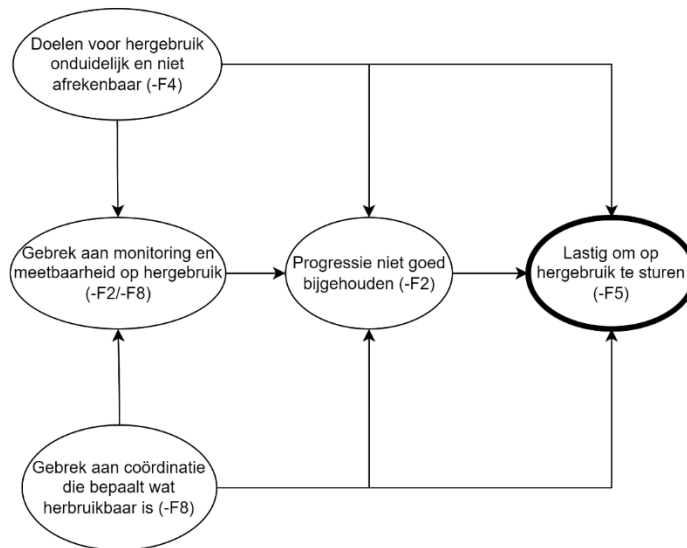 Doelen voor hergebruik
onduidelijk en niet
afrekenbaar (-F4)
Gebrek aan monitoring en
meetbaarheid op hergebruik
(-F2/-F8)
Progressie niet goed
bijgehouden (-F2)
Lastig om op
hergebruik te sturen
(-F5)
Gebrek aan coördinatie
die bepaalt wat
herbruikbaar is (-F8)